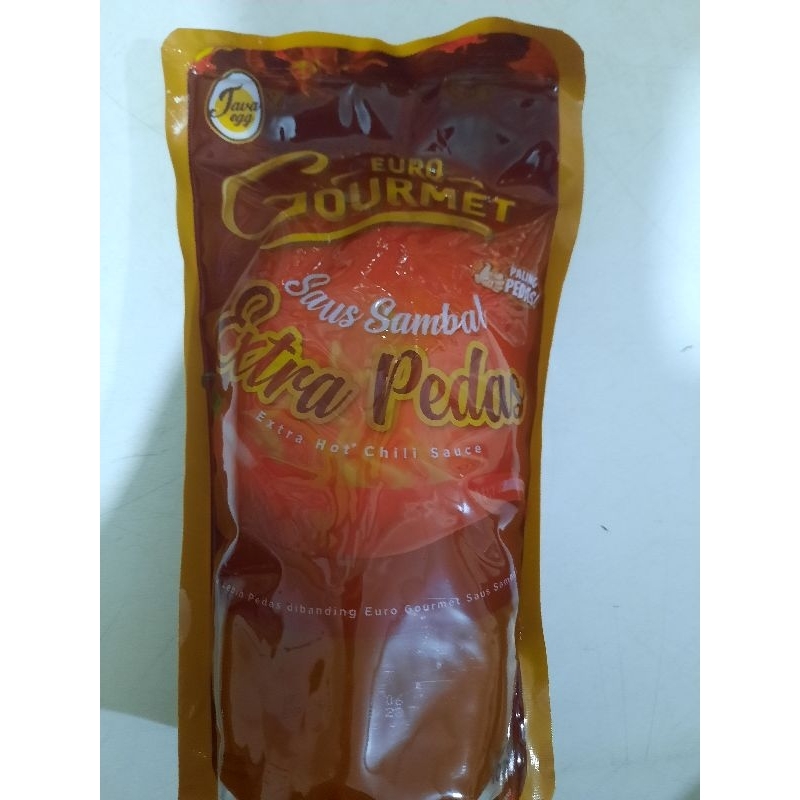 Java
egg
EURO
GOURMET
PALING
PEDAS!
Saus Sambal
Extra Pedas
Extra Hot Chili Sauce
Lebih Pedas dibanding Euro Gourmet Saus